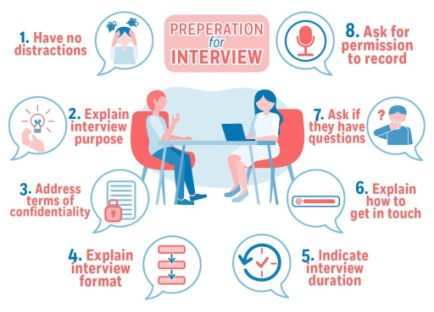 PREPERATION
for
INTERVIEW
1. Have no
distractions
2. Explain
interview
purpose
3. Address
terms of
confidentiality
4. Explain
interview
format
5. Indicate
interview
duration
6. Explain
how to
get in touch
7. Ask if
they have
questions
?
8. Ask for
permission
to record